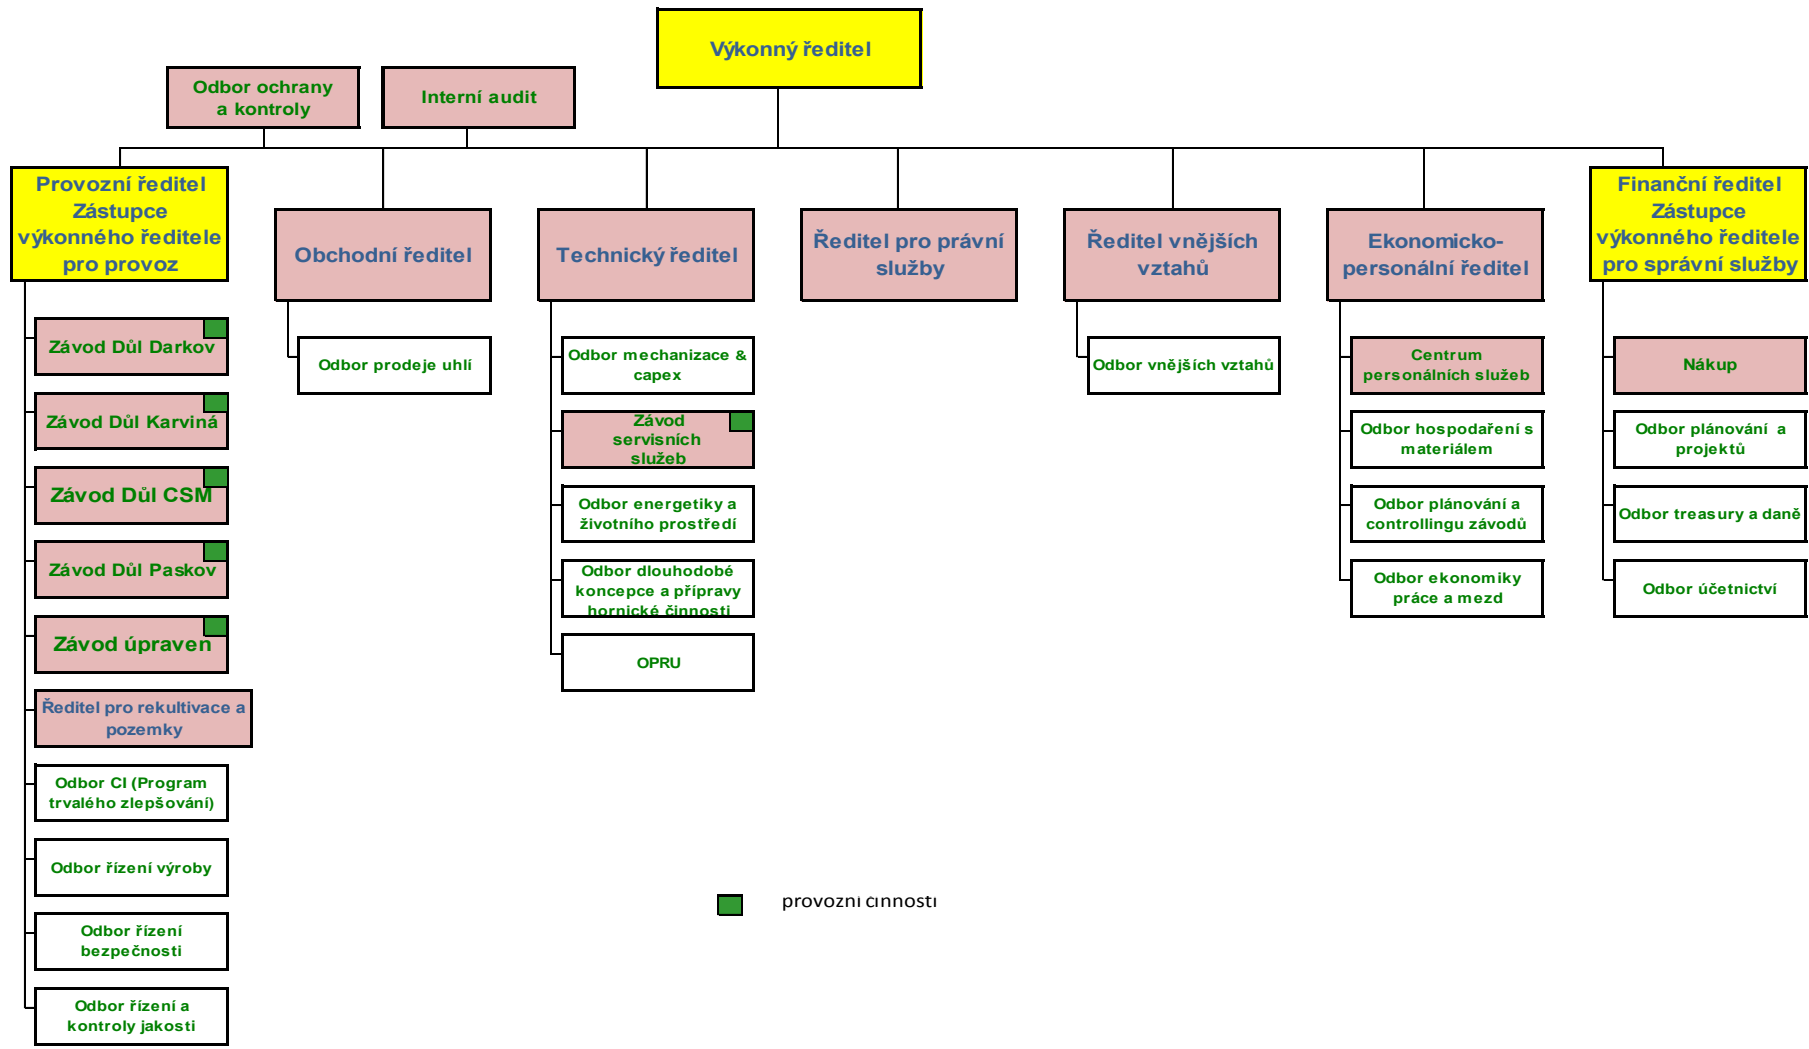 Výkonný ředitel
Odbor ochrany
a kontroly
Interní audit
Provozní ředitel
Zástupce
výkonného ředitele
pro provoz
Obchodní ředitel
Technický ředitel
Ředitel pro právní
služby
Ředitel vnějších
vztahů
Ekonomicko-
personální ředitel
Finanční ředitel
Zástupce
výkonného ředitele
pro správní služby
Závod Důl Darkov
Závod Důl Karviná
Závod Důl CSM
Závod Důl Paskov
Závod úpraven
Ředitel pro rekultivace a
pozemky
Odbor CI (Program
trvalého zlepšování)
Odbor řízení výroby
Odbor řízení
bezpečnosti
Odbor řízení a
kontroly jakosti
Odbor prodeje uhlí
Odbor mechanizace &
capex
Závod
servisních
služeb
Odbor energetiky a
životního prostředí
Odbor dlouhodobé
koncepce a přípravy
hornické činnosti
OPRU
Odbor vnějších vztahů
Centrum
personálních služeb
Odbor hospodaření s
materiálem
Odbor plánování a
controllingu závodů
Odbor ekonomiky
práce a mezd
Nákup
Odbor plánování a
projektů
Odbor treasury a daně
Odbor účetnictví
provozní činnosti